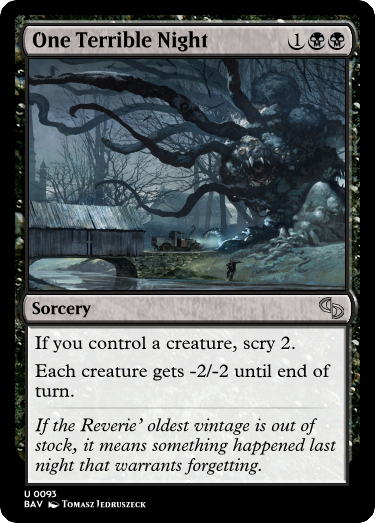 One Terrible Night 1
Sorcery
If you control a creature, scry 2.
Each creature gets -2/-2 until end of
turn.
If the Reverie' oldest vintage is out of
stock, it means something happened last
night that warrants forgetting.
U 0093
BAV Tomasz Jedruszeck